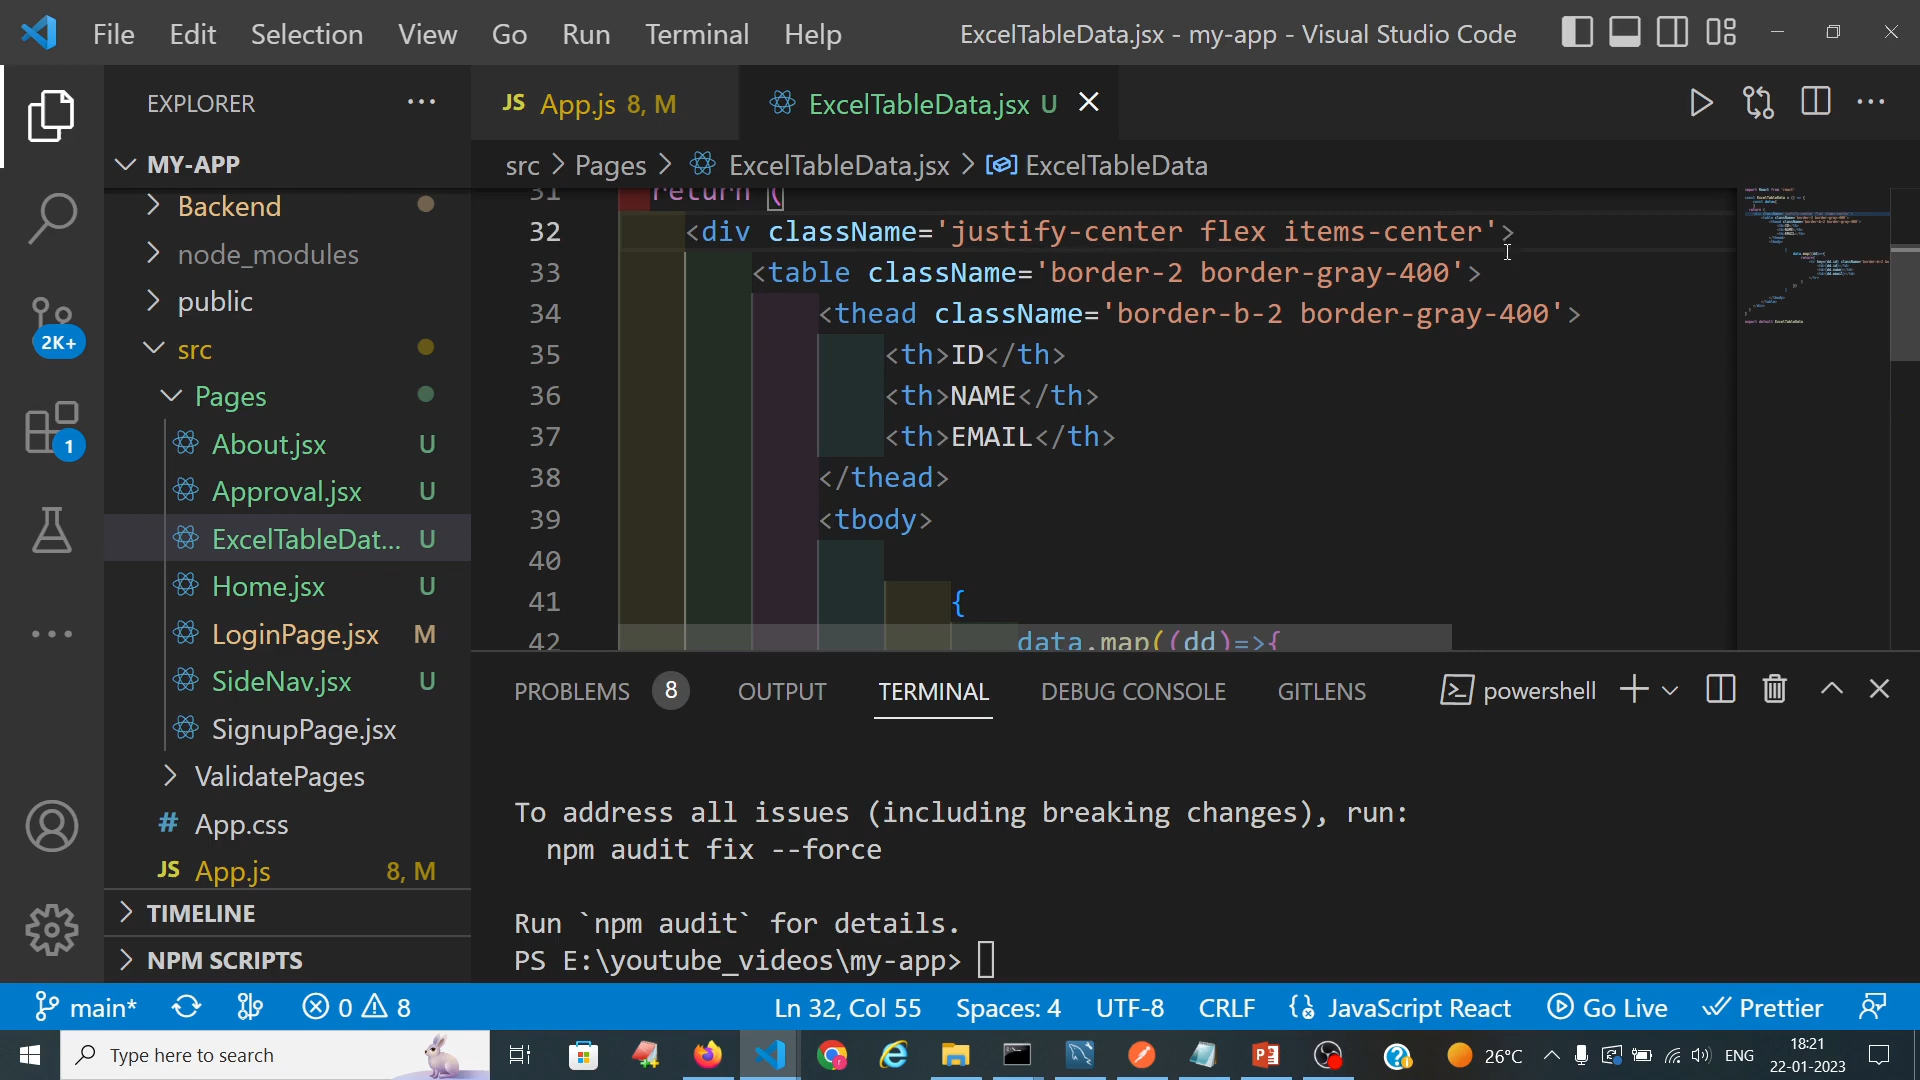 File Edit Selection View Go Run Terminal Help ExcelTableData.jsx - my-app - Visual Studio Code
EXPLORER
JS App.js 8, M ExcelTableData.jsx U
MY-APP
src > Pages > ExcelTableData.jsx > ExcelTableData
Backend
node_modules
public
src
Pages
About.jsx U
Approval.jsx U
ExcelTableDat... U
Home.jsx U
LoginPage.jsx M
SideNav.jsx U
SignupPage.jsx
ValidatePages
# App.css
JS App.js 8, M
TIMELINE
NPM SCRIPTS
2K+
1
31 return (
32 <div className='justify-center flex items-center'>
33 <table className='border-2 border-gray-400'>
34 <thead className='border-b-2 border-gray-400'>
35 <th>ID</th>
36 <th>NAME</th>
37 <th>EMAIL</th>
38 </thead>
39 <tbody>
40
41 {
42 data.map((dd)=>{
PROBLEMS 8 OUTPUT TERMINAL DEBUG CONSOLE GITLENS powershell
To address all issues (including breaking changes), run:
npm audit fix --force
Run `npm audit` for details.
PS E:\youtube_videos\my-app>
main* 0 8 Ln 32, Col 55 Spaces: 4 UTF-8 CRLF JavaScript React Go Live Prettier
Type here to search 26°C ENG 18:21
22-01-2023